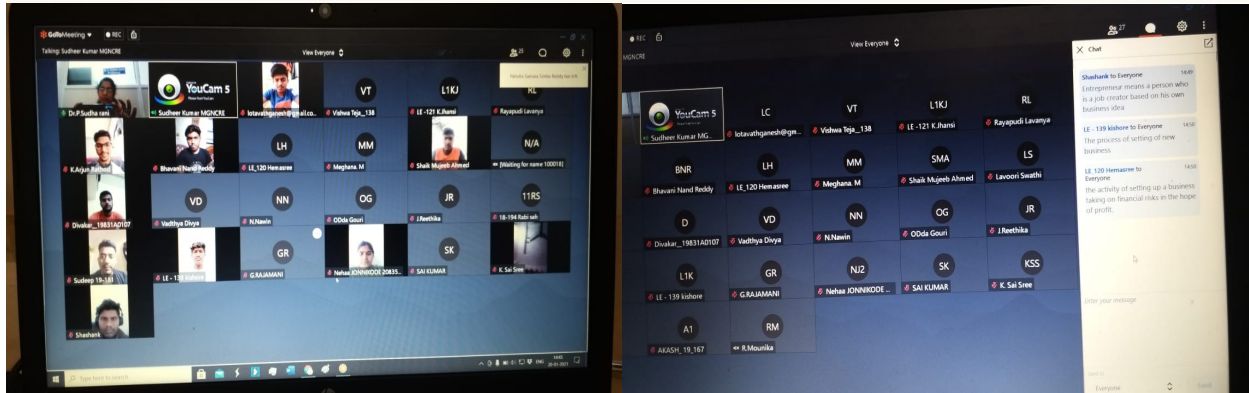 GoToMeeting
REC
Talking: Sudheer Kumar MGNCRE
View Everyone
25
YouCam 5
VT
L1KJ
RL
Dr.P.Sudha rani
Sudheer Kumar MGNCRE
lotavathganesh@gmail.co...
Vishwa Teja__138
LE -121 K.Jhansi
Rayapudi Lavanya
LH
MM
N/A
K.Arjun Rathod
Bhavani Nand Reddy
LE_120 Hemasree
Meghana. M
Shaik Mujeeb Ahmed
[Waiting for name 100018]
VD
NN
OG
JR
11RS
Divakar_19831A0107
Vadthya Divya
N.Nawin
ODda Gouri
J.Reethika
18-194 Rabi sah
GR
SK
Sudeep 19-181
LE - 139 kishore
G.RAJAMANI
Nehaa JONNIKODE 20835...
SAI KUMAR
K. Sai Sree
Shashank
Type here to search
ENG
14:45
20-01-2021
REC
MGNCRE
View Everyone
27
YouCam 5
LC
VT
L1KJ
RL
Sudheer Kumar MG...
lotavathganesh@gm...
Vishwa Teja__138
LE -121 K.Jhansi
Rayapudi Lavanya
BNR
LH
MM
SMA
LS
Bhavani Nand Reddy
LE_120 Hemasree
Meghana. M
Shaik Mujeeb Ahmed
Lavoori Swathi
D
VD
NN
OG
JR
Divakar_19831A0107
Vadthya Divya
N.Nawin
ODda Gouri
J.Reethika
L1K
GR
NJ2
SK
KSS
LE - 139 kishore
G.RAJAMANI
Nehaa JONNIKODE ...
SAI KUMAR
K. Sai Sree
A1
RM
AKASH_19_167
R.Mounika
Chat
Shashank to Everyone
14:49
Entrepreneur means a person who
is a job creator based on his own
business idea
LE - 139 kishore to Everyone
14:50
The process of setting of new
business
LE_120 Hemasree to
Everyone
14:50
the activity of setting up a business
taking on financial risks in the hope
of profit.
Enter your message
Everyone
Send